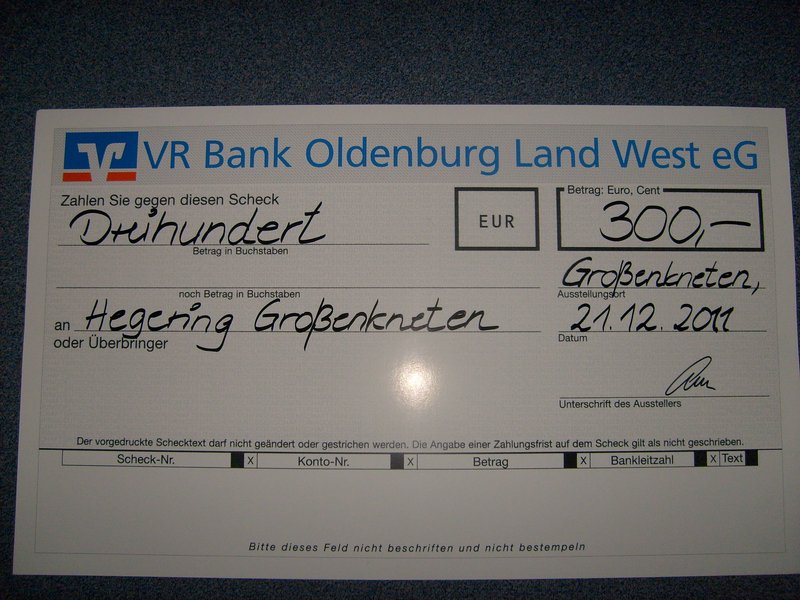 VR Bank Oldenburg Land West eG
Zahlen Sie gegen diesen Scheck
Dreihundert
Betrag in Buchstaben
EUR
Betrag: Euro, Cent
300,—
noch Betrag in Buchstaben
Großenkneten,
Ausstellungsort
an Hegering Großenkneten
oder Überbringer
21.12.2011
Datum
Unterschrift des Ausstellers
Der vorgedruckte Schecktext darf nicht geändert oder gestrichen werden. Die Angabe einer Zahlungsfrist auf dem Scheck gilt als nicht geschrieben.
Scheck-Nr. X Konto-Nr. X Betrag X Bankleitzahl X Text
Bitte dieses Feld nicht beschriften und nicht bestempeln